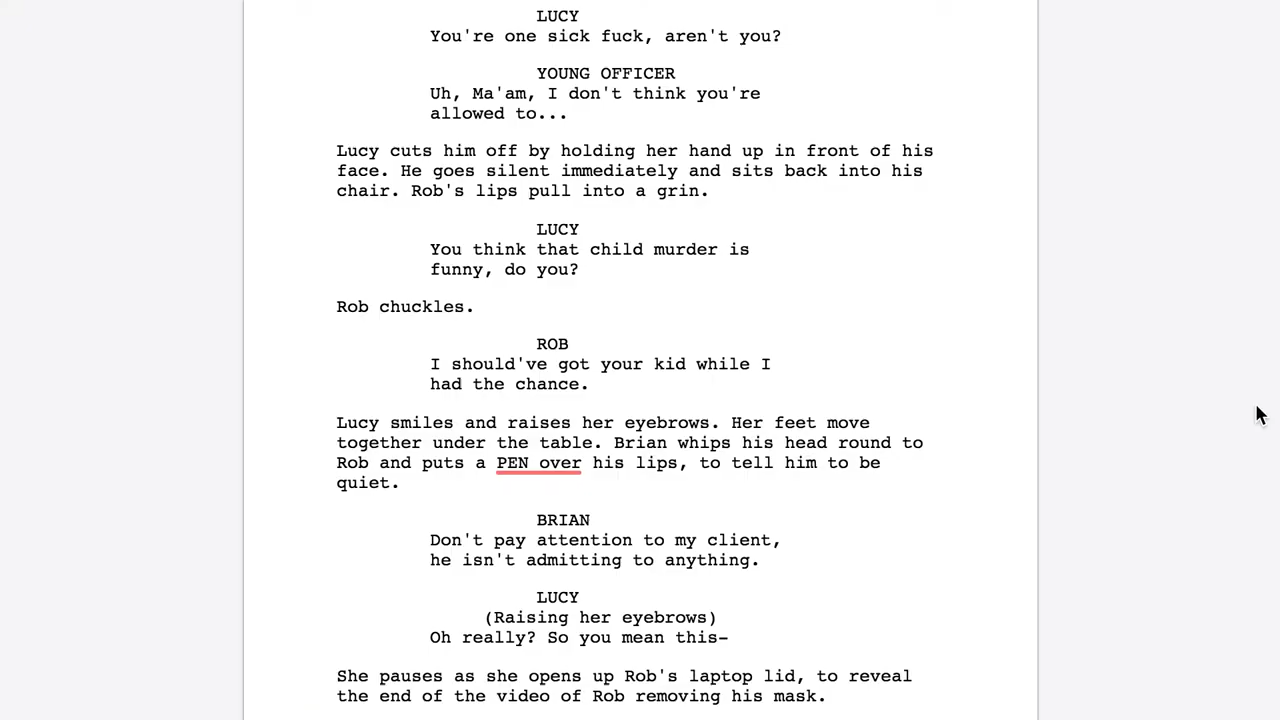 LUCY
You're one sick fuck, aren't you?
YOUNG OFFICER
Uh, Ma'am, I don't think you're
allowed to...
Lucy cuts him off by holding her hand up in front of his
face. He goes silent immediately and sits back into his
chair. Rob's lips pull into a grin.
LUCY
You think that child murder is
funny, do you?
Rob chuckles.
ROB
I should've got your kid while I
had the chance.
Lucy smiles and raises her eyebrows. Her feet move
together under the table. Brian whips his head round to
Rob and puts a PEN over his lips, to tell him to be
quiet.
BRIAN
Don't pay attention to my client,
he isn't admitting to anything.
LUCY
(Raising her eyebrows)
Oh really? So you mean this-
She pauses as she opens up Rob's laptop lid, to reveal
the end of the video of Rob removing his mask.